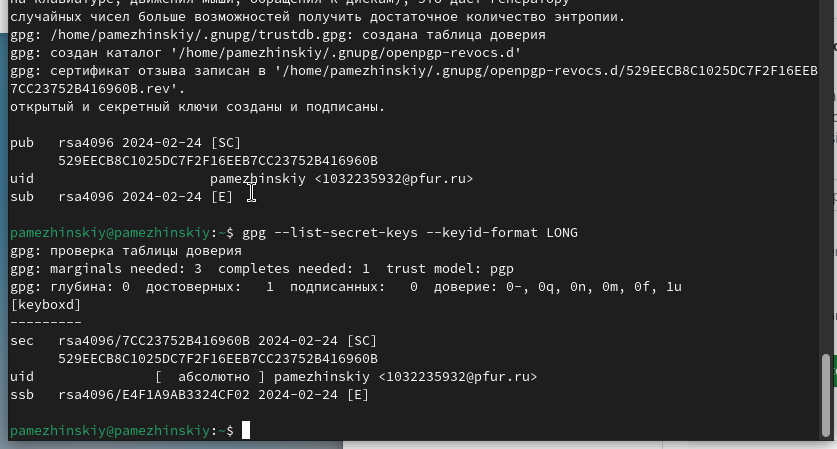 на клавиатуре, движения мыши, обращения к дискам); это даст генератору
случайных чисел больше возможностей получить достаточное количество энтропии.
gpg: /home/pamezhinskiy/.gnupg/trustdb.gpg: создана таблица доверия
gpg: создан каталог '/home/pamezhinskiy/.gnupg/openpgp-revocs.d'
gpg: сертификат отзыва записан в '/home/pamezhinskiy/.gnupg/openpgp-revocs.d/529EECB8C1025DC7F2F16EEB
7CC23752B416960B.rev'.
открытый и секретный ключи созданы и подписаны.
pub   rsa4096 2024-02-24 [SC]
      529EECB8C1025DC7F2F16EEB7CC23752B416960B
uid                      pamezhinskiy <1032235932@pfur.ru>
sub   rsa4096 2024-02-24 [E]
pamezhinskiy@pamezhinskiy:~$ gpg --list-secret-keys --keyid-format LONG
gpg: проверка таблицы доверия
gpg: marginals needed: 3  completes needed: 1  trust model: pgp
gpg: глубина: 0  достоверных:   1  подписанных:   0  доверие: 0-, 0q, 0n, 0m, 0f, 1u
[keyboxd]
---------
sec   rsa4096/7CC23752B416960B 2024-02-24 [SC]
      529EECB8C1025DC7F2F16EEB7CC23752B416960B
uid               [  абсолютно ] pamezhinskiy <1032235932@pfur.ru>
ssb   rsa4096/E4F1A9AB3324CF02 2024-02-24 [E]
pamezhinskiy@pamezhinskiy:~$